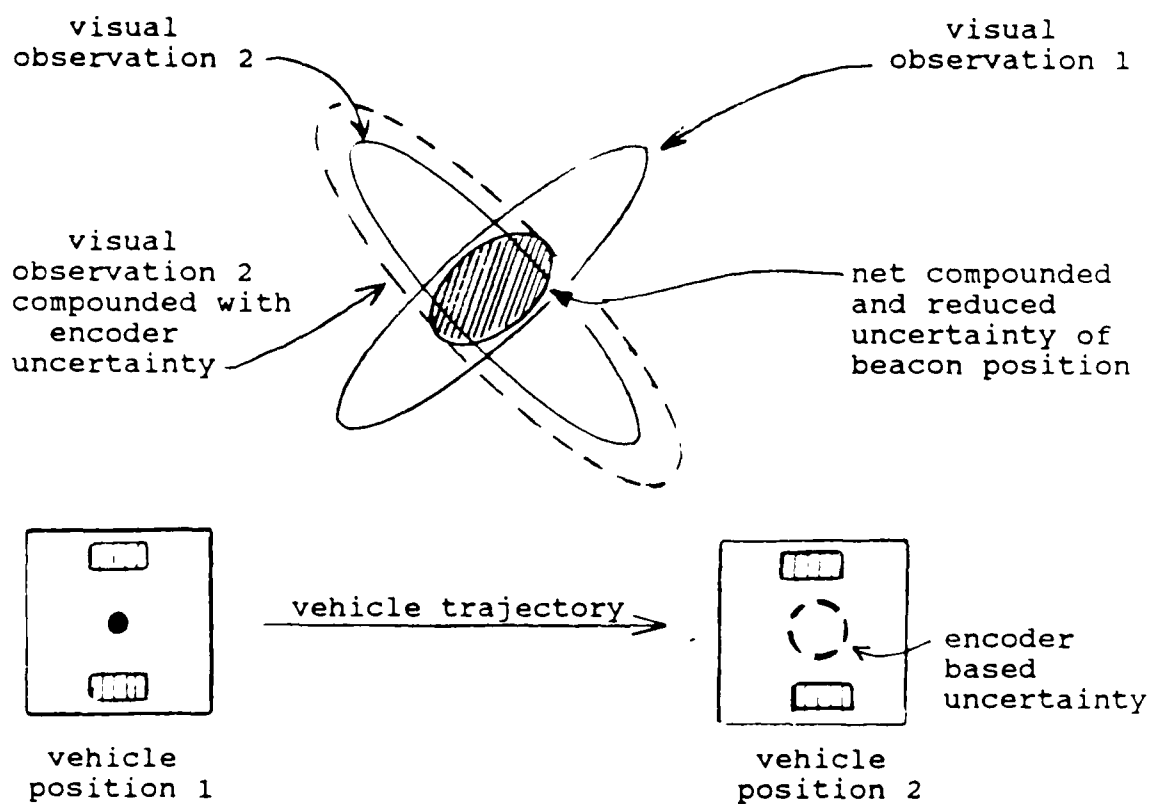 visual
observation 2
visual
observation 1
visual
observation 2
compounded with
encoder
uncertainty
net compounded
and reduced
uncertainty of
beacon position
vehicle trajectory
encoder
based
uncertainty
vehicle
position 1
vehicle
position 2